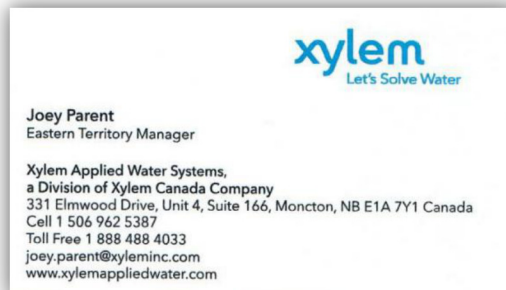 xylem
Let's Solve Water
Joey Parent
Eastern Territory Manager
Xylem Applied Water Systems,
a Division of Xylem Canada Company
331 Elmwood Drive, Unit 4, Suite 166, Moncton, NB E1A 7Y1 Canada
Cell 1 506 962 5387
Toll Free 1 888 488 4033
joey.parent@xyleminc.com
www.xylemappliedwater.com